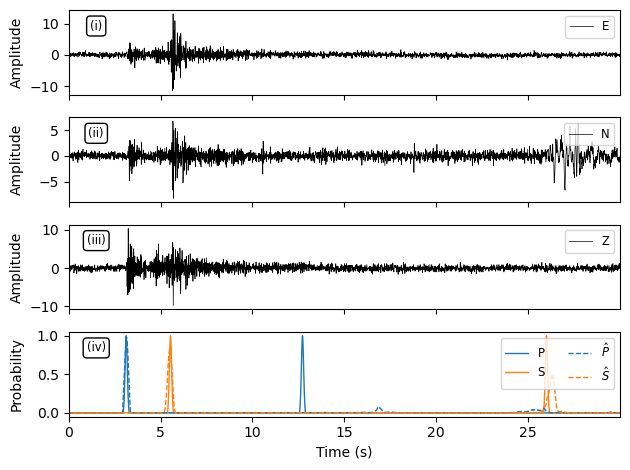 Amplitude
10
0
−10
(i)
E
Amplitude
5
0
−5
(ii)
N
Amplitude
10
0
−10
(iii)
Z
Probability
1.0
0.5
0.0
(iv)
P P̂
S Ŝ
0 5 10 15 20 25
Time (s)